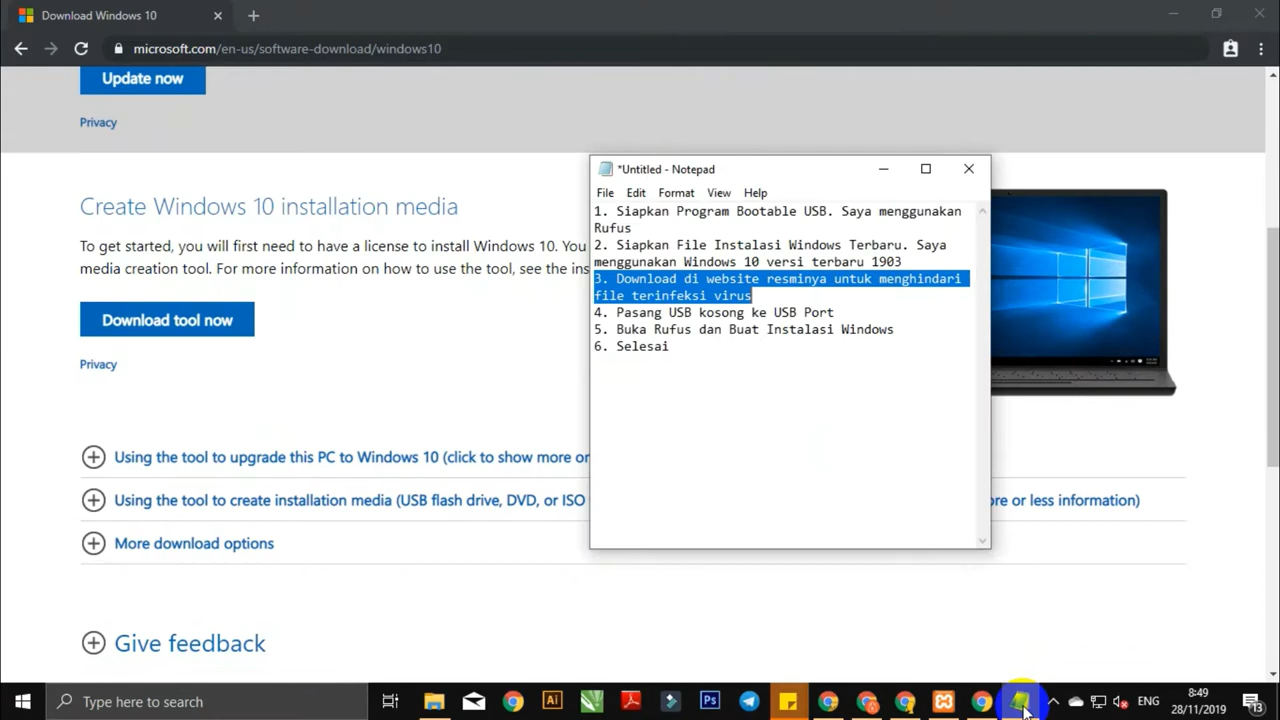 Download Windows 10
microsoft.com/en-us/software-download/windows10
Update now
Privacy
Create Windows 10 installation media
To get started, you will first need to have a license to install Windows 10. You
media creation tool. For more information on how to use the tool, see the ins
Download tool now
Privacy
Using the tool to upgrade this PC to Windows 10 (click to show more or
Using the tool to create installation media (USB flash drive, DVD, or ISO
ore or less information)
More download options
Give feedback
*Untitled - Notepad
File Edit Format View Help
1. Siapkan Program Bootable USB. Saya menggunakan
Rufus
2. Siapkan File Instalasi Windows Terbaru. Saya
menggunakan Windows 10 versi terbaru 1903
3. Download di website resminya untuk menghindari
file terinfeksi virus
4. Pasang USB kosong ke USB Port
5. Buka Rufus dan Buat Instalasi Windows
6. Selesai
Type here to search
Ai
Ps
ENG
8:49
28/11/2019
13